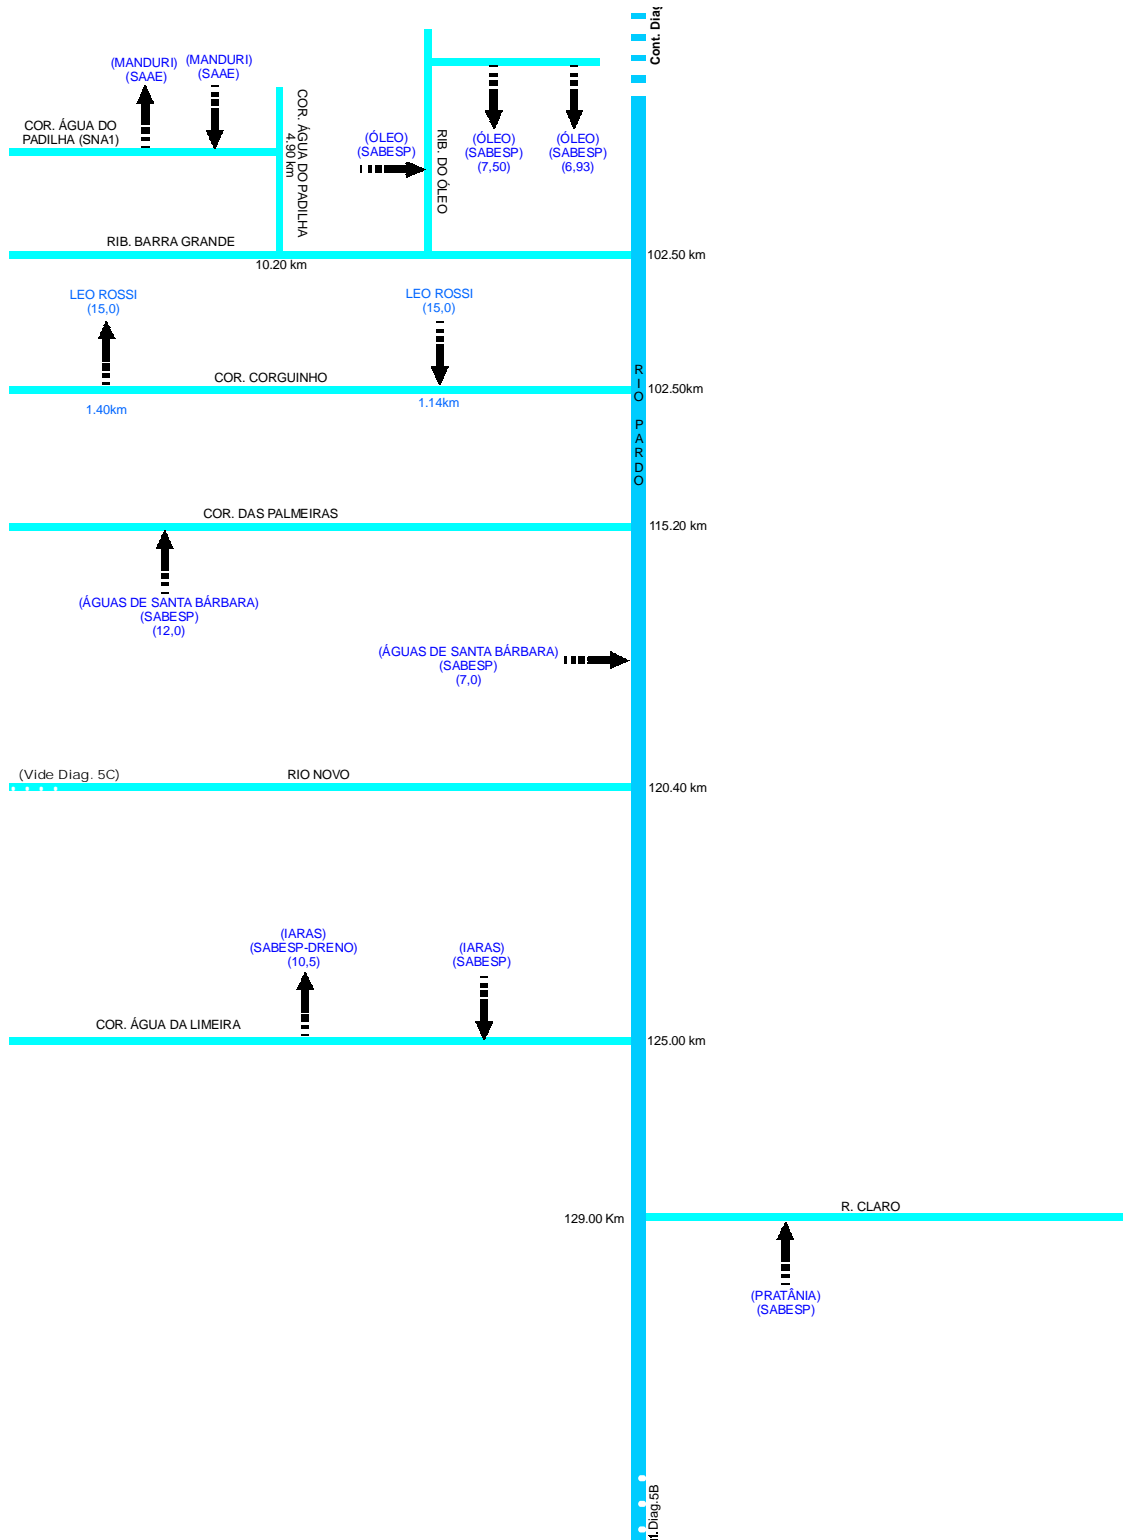 Cont. Diag
(MANDURI)
(SAAE)
(MANDURI)
(SAAE)
COR. ÁGUA DO
PADILHA (SNA1)
COR. ÁGUA DO PADILHA
4.90 km
(ÓLEO)
(SABESP)
RIB. DO ÓLEO
(ÓLEO)
(SABESP)
(7,50)
(ÓLEO)
(SABESP)
(6,93)
RIB. BARRA GRANDE
10.20 km
102.50 km
LEO ROSSI
(15,0)
LEO ROSSI
(15,0)
COR. CORGUINHO
1.40km
1.14km
102.50km
RIO PARDO
COR. DAS PALMEIRAS
115.20 km
(ÁGUAS DE SANTA BÁRBARA)
(SABESP)
(12,0)
(ÁGUAS DE SANTA BÁRBARA)
(SABESP)
(7,0)
(Vide Diag. 5C)
RIO NOVO
120.40 km
(IARAS)
(SABESP-DRENO)
(10,5)
(IARAS)
(SABESP)
COR. ÁGUA DA LIMEIRA
125.00 km
R. CLARO
129.00 Km
(PRATÂNIA)
(SABESP)
Diag.5B